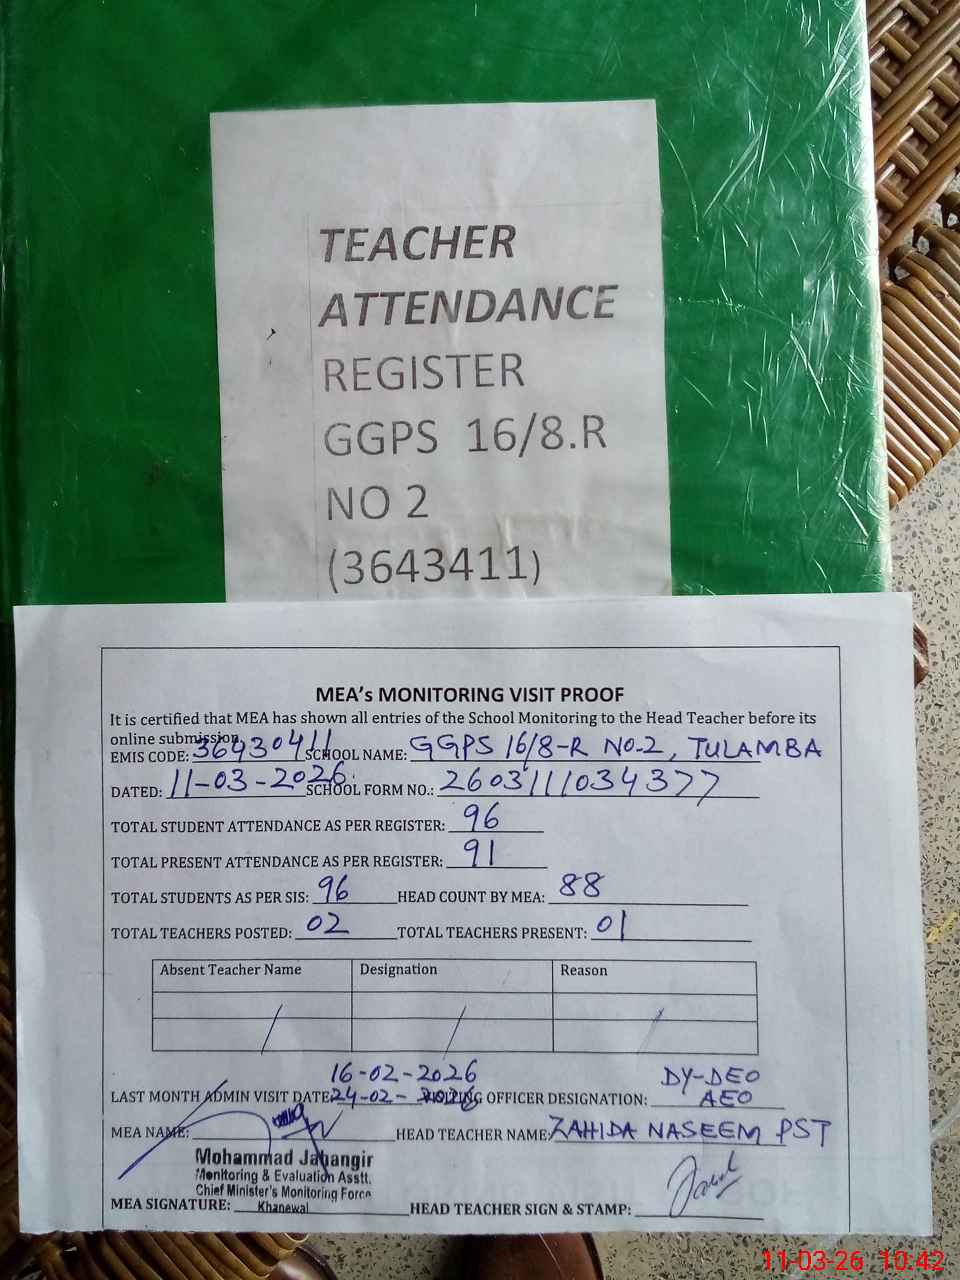 TEACHER
ATTENDANCE
REGISTER
GGPS 16/8.R
NO 2
(3643411)
MEA's MONITORING VISIT PROOF
It is certified that MEA has shown all entries of the School Monitoring to the Head Teacher before its
online submission.
EMIS CODE: 36430411 SCHOOL NAME: GGPS 16/8-R NO-2, TULAMBA
DATED: 11-03-2026. SCHOOL FORM NO.: 2603111034377
TOTAL STUDENT ATTENDANCE AS PER REGISTER: 96
TOTAL PRESENT ATTENDANCE AS PER REGISTER: 91
TOTAL STUDENTS AS PER SIS: 96 HEAD COUNT BY MEA: 88
TOTAL TEACHERS POSTED: 02 TOTAL TEACHERS PRESENT: 01
Absent Teacher Name Designation Reason
16-02-2026 DY-DEO
LAST MONTH ADMIN VISIT DATE: 24-02-2026 VISITING OFFICER DESIGNATION: AEO
MEA NAME: HEAD TEACHER NAME: ZAHIDA NASEEM PST
Mohammad Jahangir
Monitoring & Evaluation Asstt.
Chief Minister's Monitoring Force
Khanewal
MEA SIGNATURE: HEAD TEACHER SIGN & STAMP:
11-03-26 10:42